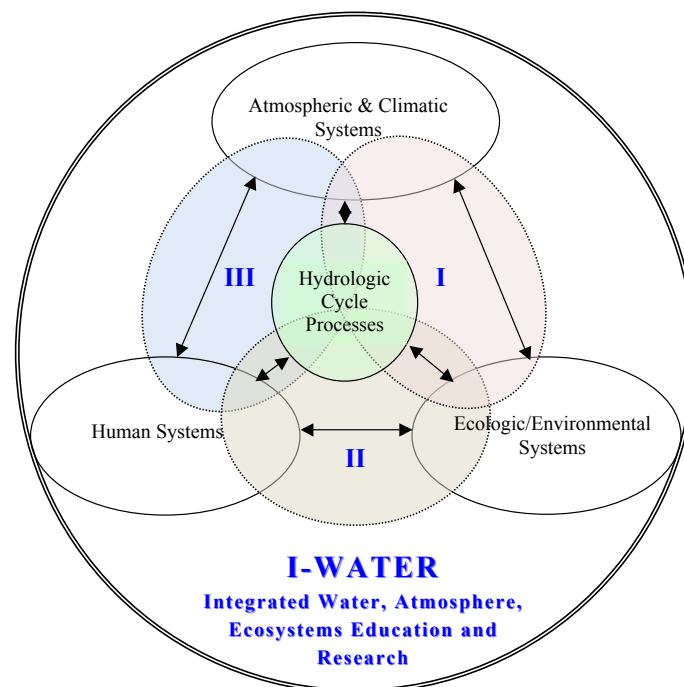 Atmospheric & Climatic
Systems
III
I
Hydrologic
Cycle
Processes
Human Systems
Ecologic/Environmental
Systems
II
I-WATER
Integrated Water, Atmosphere,
Ecosystems Education and
Research